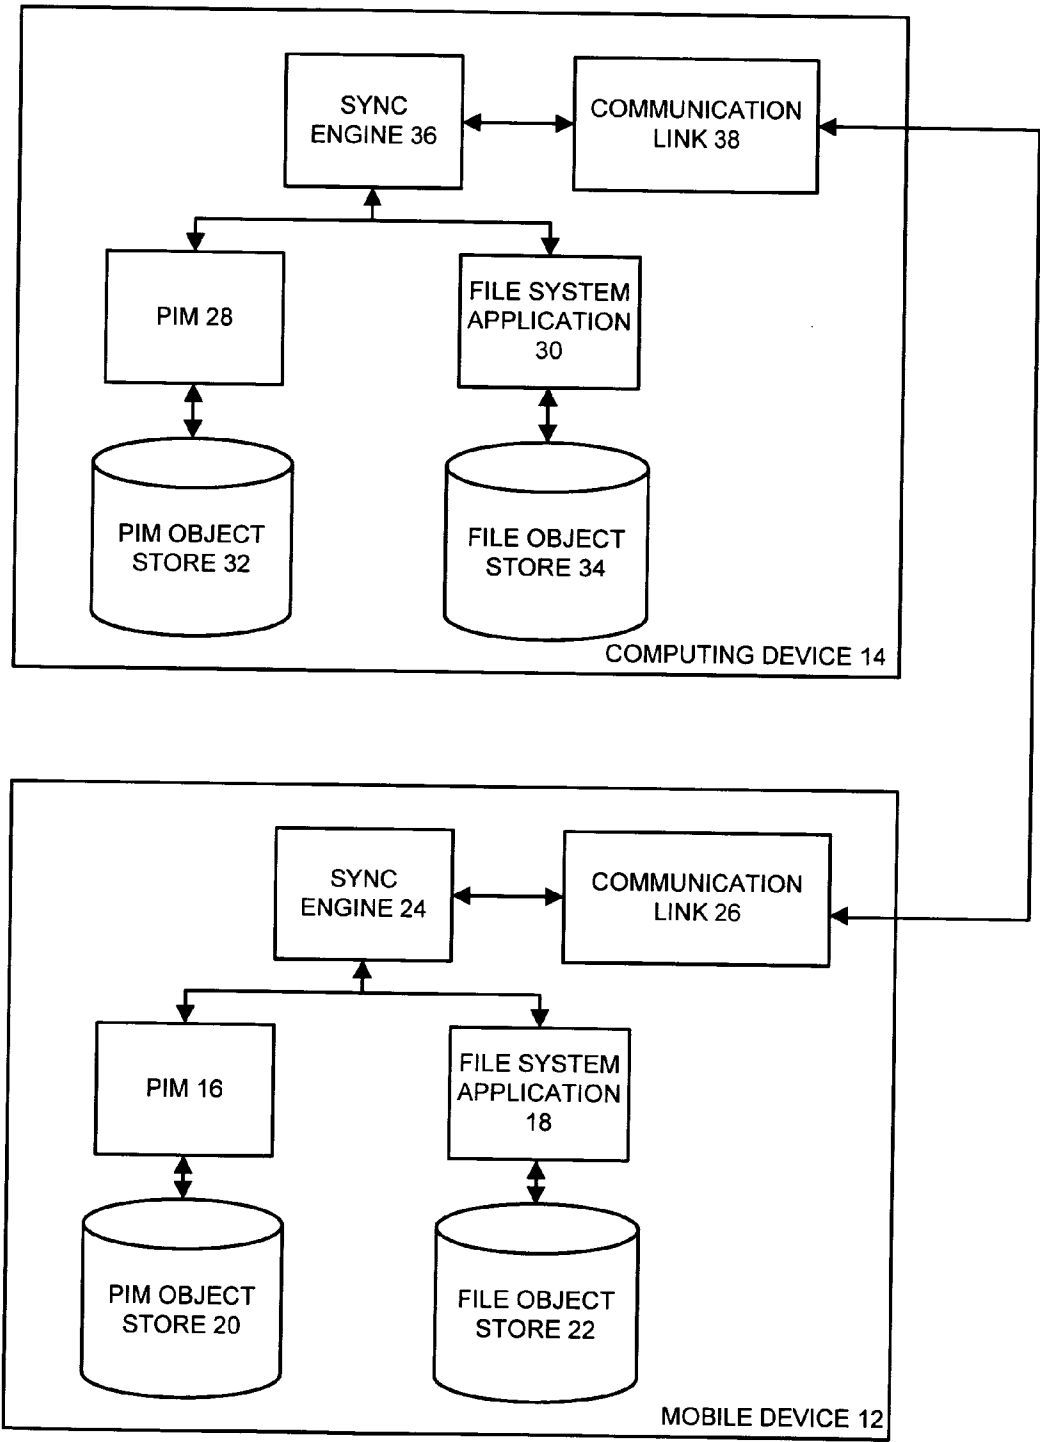 SYNC
ENGINE 36
COMMUNICATION
LINK 38
PIM 28
FILE SYSTEM
APPLICATION
30
PIM OBJECT
STORE 32
FILE OBJECT
STORE 34
COMPUTING DEVICE 14
SYNC
ENGINE 24
COMMUNICATION
LINK 26
PIM 16
FILE SYSTEM
APPLICATION
18
PIM OBJECT
STORE 20
FILE OBJECT
STORE 22
MOBILE DEVICE 12